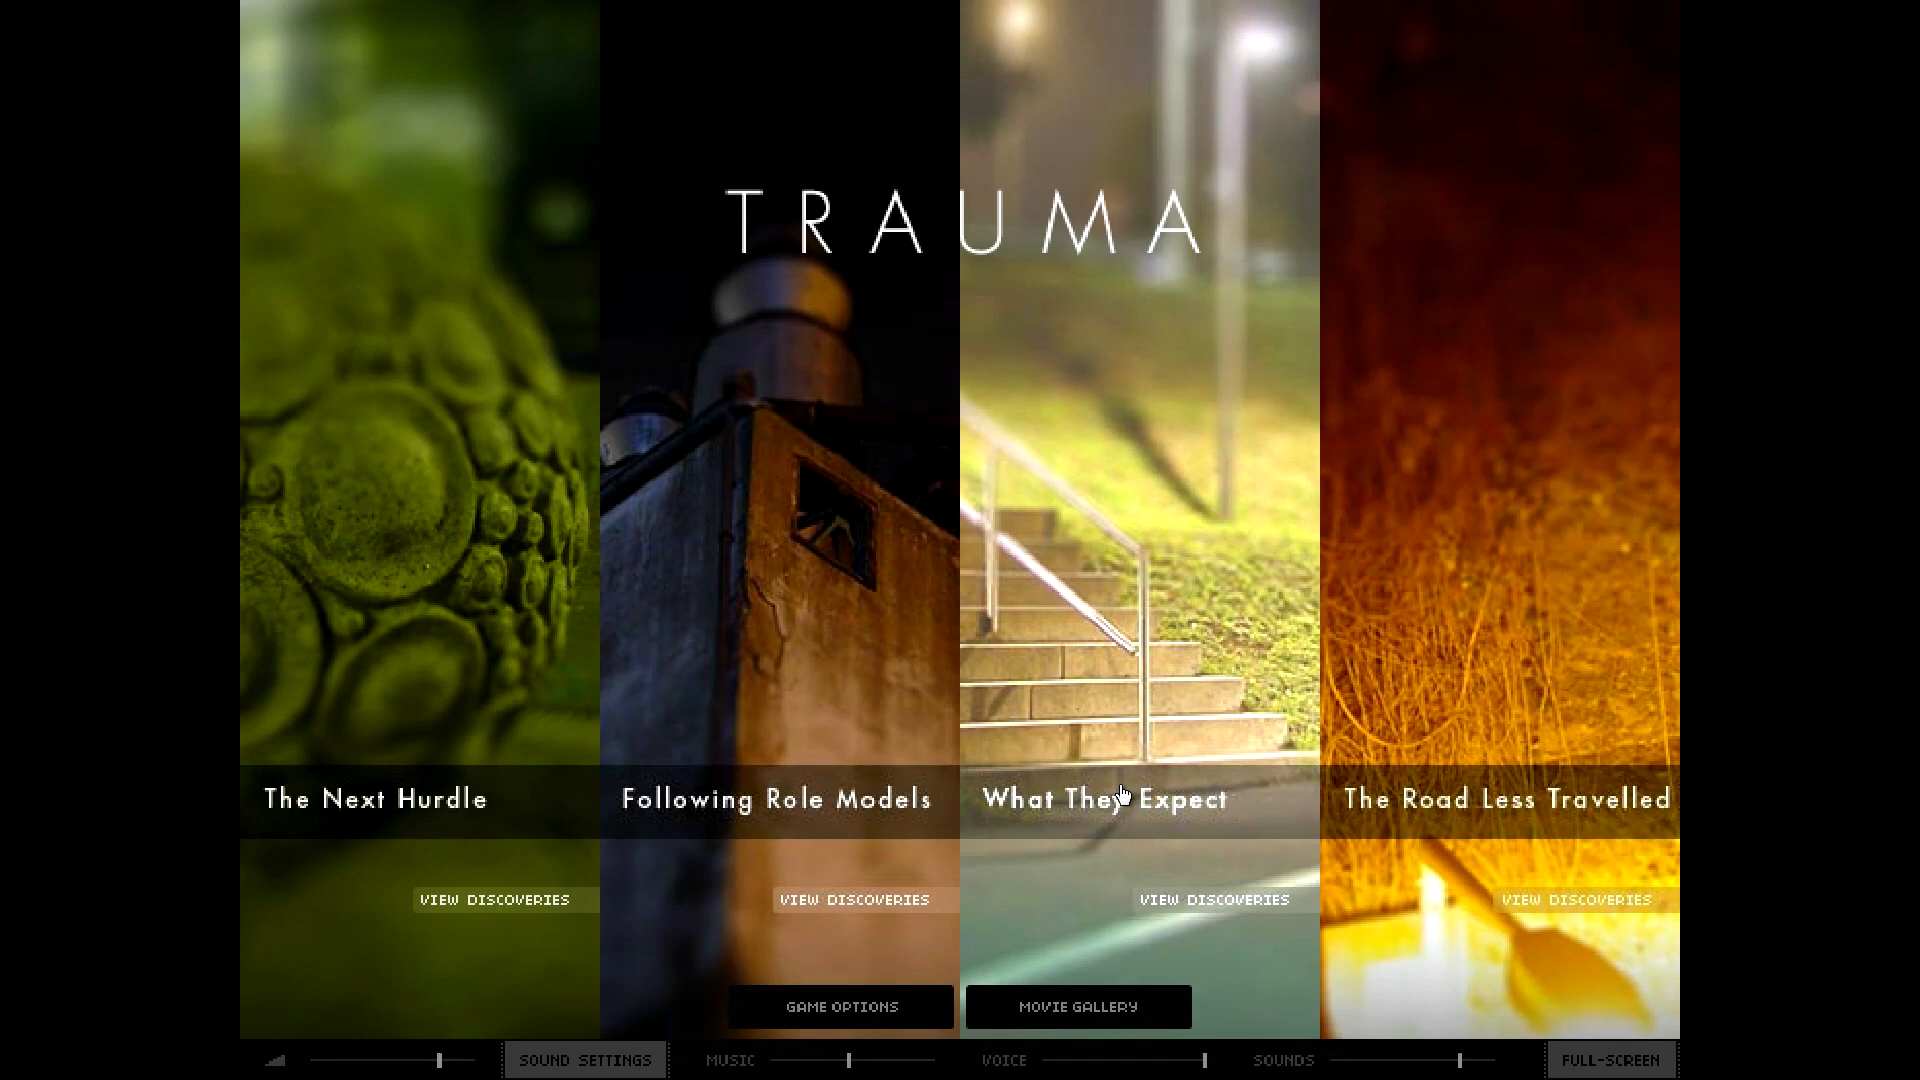 TRAUMA
The Next Hurdle
Following Role Models
What They Expect
The Road Less Travelled
VIEW DISCOVERIES
VIEW DISCOVERIES
VIEW DISCOVERIES
VIEW DISCOVERIES
GAME OPTIONS
MOVIE GALLERY
SOUND SETTINGS
MUSIC
VOICE
SOUNDS
FULL-SCREEN